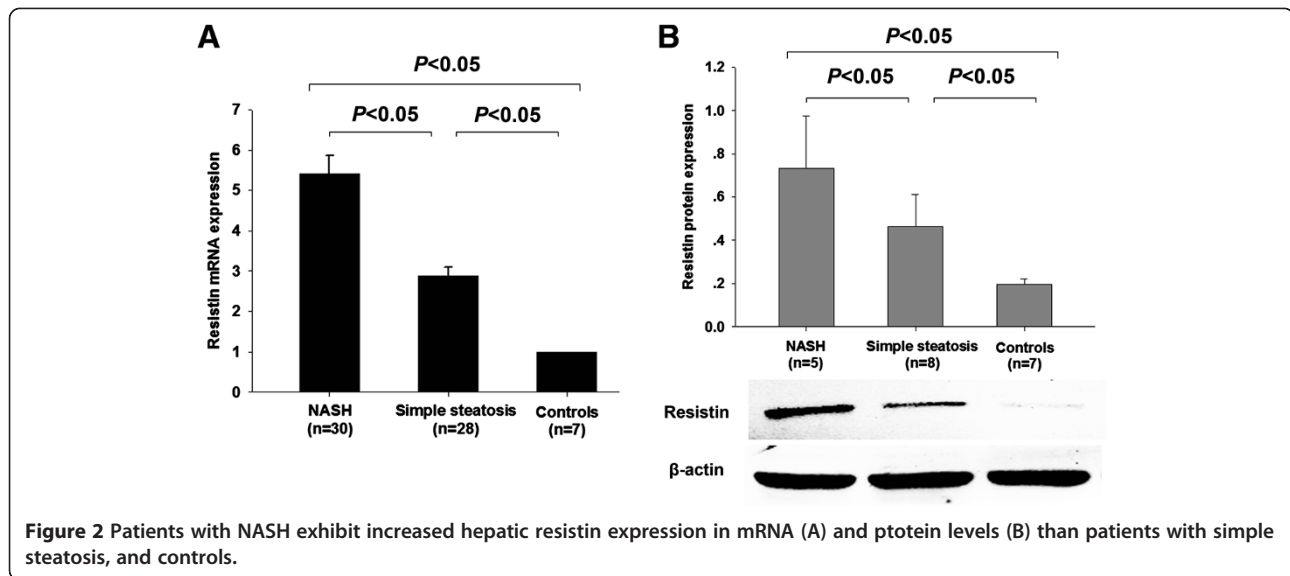 A
P<0.05
P<0.05 P<0.05
Resistin mRNA expression
7
6
5
4
3
2
1
0
NASH Simple steatosis Controls
(n=30) (n=28) (n=7)
B
P<0.05
P<0.05 P<0.05
Resistin protein expression
1.2
1.0
.8
.6
.4
.2
0.0
NASH Simple steatosis Controls
(n=5) (n=8) (n=7)
Resistin
β-actin
Figure 2 Patients with NASH exhibit increased hepatic resistin expression in mRNA (A) and ptotein levels (B) than patients with simple
steatosis, and controls.